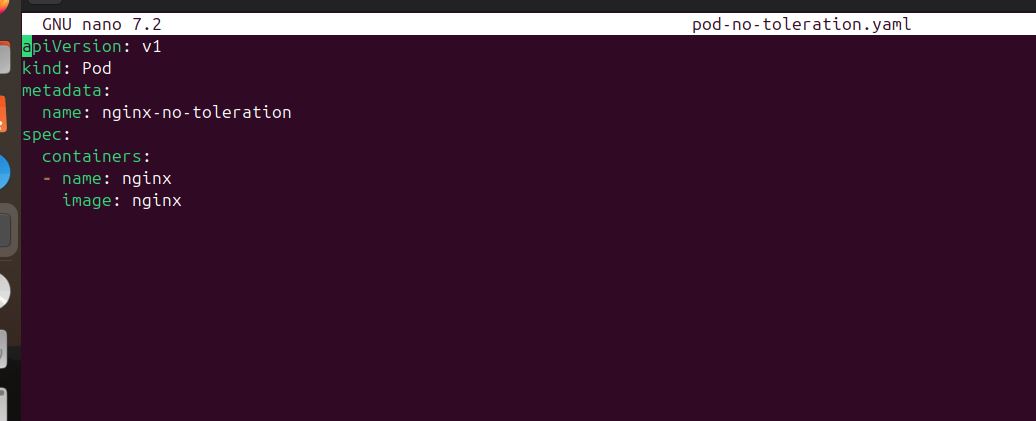 GNU nano 7.2 pod-no-toleration.yaml
apiVersion: v1
kind: Pod
metadata:
  name: nginx-no-toleration
spec:
  containers:
  - name: nginx
    image: nginx